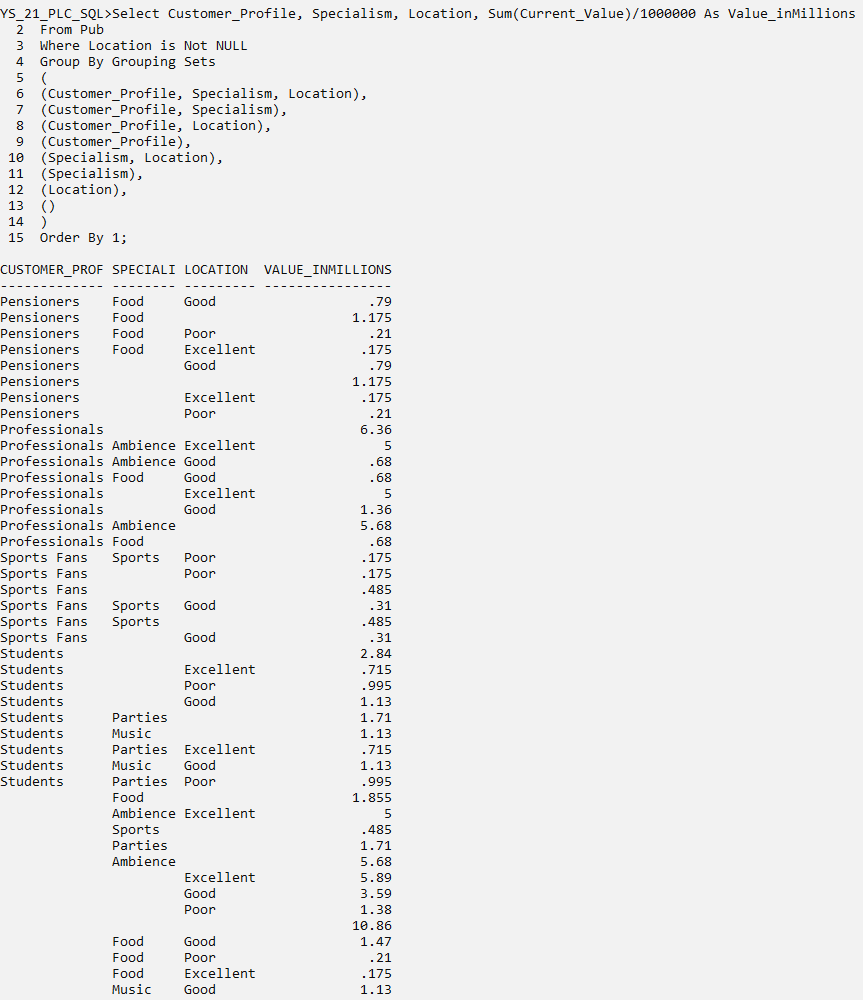 YS_21_PLC_SQL>Select Customer_Profile, Specialism, Location, Sum(Current_Value)/1000000 As Value_inMillions
  2  From Pub
  3  Where Location is Not NULL
  4  Group By Grouping Sets
  5  (
  6  (Customer_Profile, Specialism, Location),
  7  (Customer_Profile, Specialism),
  8  (Customer_Profile, Location),
  9  (Customer_Profile),
 10  (Specialism, Location),
 11  (Specialism),
 12  (Location),
 13  ()
 14  )
 15  Order By 1;

CUSTOMER_PROF SPECIALI LOCATION  VALUE_INMILLIONS
------------- -------- --------- ----------------
Pensioners    Food     Good                   .79
Pensioners    Food                          1.175
Pensioners    Food     Poor                   .21
Pensioners    Food     Excellent             .175
Pensioners             Good                   .79
Pensioners                                  1.175
Pensioners             Excellent             .175
Pensioners             Poor                   .21
Professionals                                6.36
Professionals Ambience Excellent                5
Professionals Ambience Good                   .68
Professionals Food     Good                   .68
Professionals          Excellent                5
Professionals          Good                  1.36
Professionals Ambience                       5.68
Professionals Food                            .68
Sports Fans   Sports   Poor                  .175
Sports Fans            Poor                  .175
Sports Fans                                  .485
Sports Fans   Sports   Good                   .31
Sports Fans   Sports                         .485
Sports Fans            Good                   .31
Students                                     2.84
Students               Excellent             .715
Students               Poor                  .995
Students               Good                  1.13
Students      Parties                        1.71
Students      Music                          1.13
Students      Parties  Excellent             .715
Students      Music    Good                  1.13
Students      Parties  Poor                  .995
              Food                          1.855
              Ambience Excellent                5
              Sports                         .485
              Parties                        1.71
              Ambience                       5.68
                       Excellent             5.89
                       Good                  3.59
                       Poor                  1.38
                                            10.86
              Food     Good                  1.47
              Food     Poor                   .21
              Food     Excellent             .175
              Music    Good                  1.13